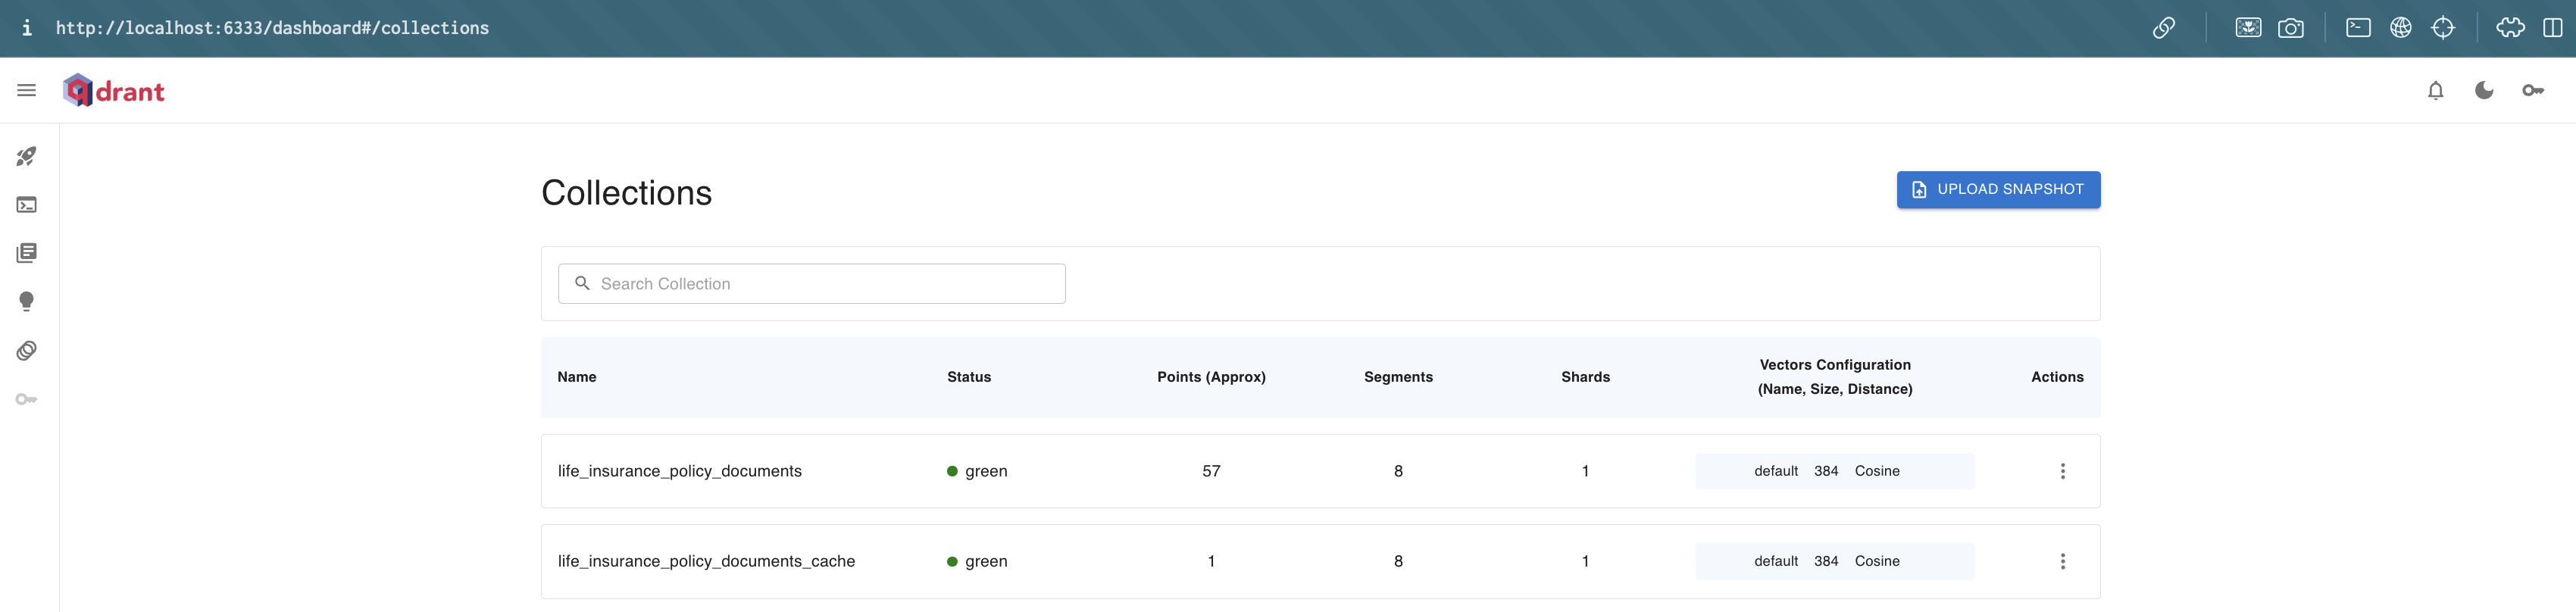 http://localhost:6333/dashboard#/collections
qdrant
Collections
UPLOAD SNAPSHOT
Search Collection
Name Status Points (Approx) Segments Shards Vectors Configuration (Name, Size, Distance) Actions
life_insurance_policy_documents green 57 8 1 default 384 Cosine
life_insurance_policy_documents_cache green 1 8 1 default 384 Cosine